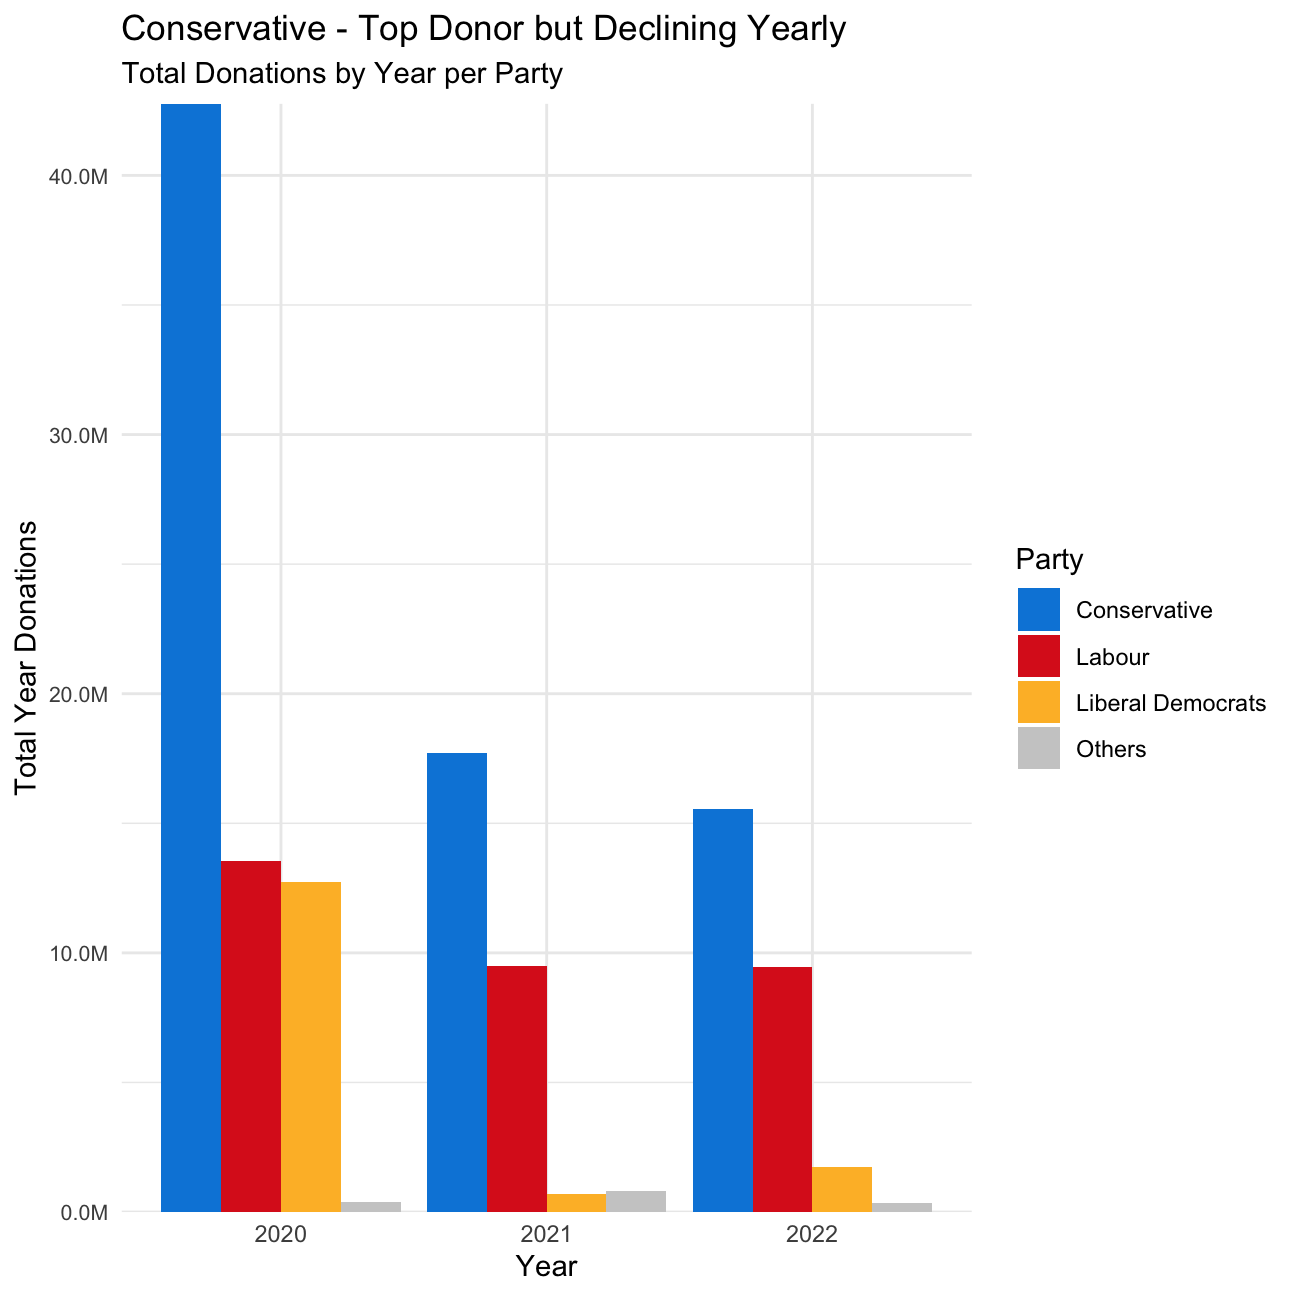 Conservative - Top Donor but Declining Yearly
Total Donations by Year per Party
40.0M
30.0M
20.0M
10.0M
0.0M
Total Year Donations
2020
2021
2022
Year
Party
Conservative
Labour
Liberal Democrats
Others